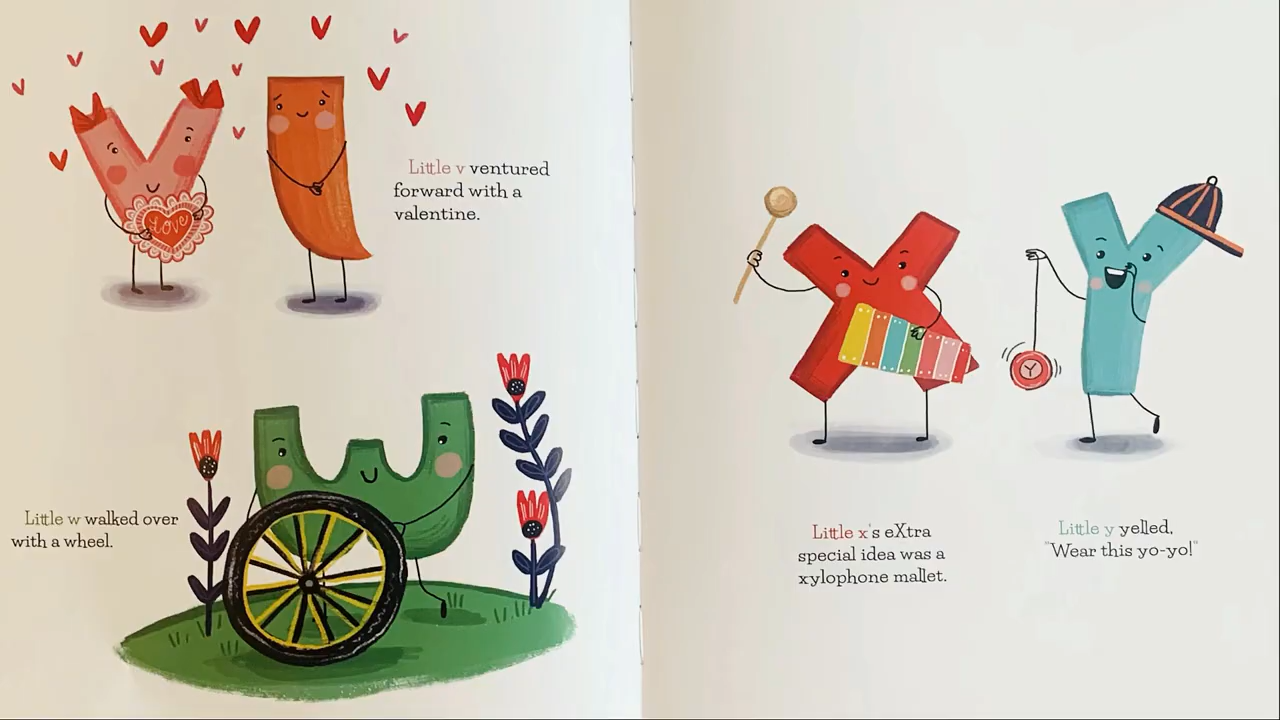 Love
Little v ventured
forward with a
valentine.
Little w walked over
with a wheel.
Little x's eXtra
special idea was a
xylophone mallet.
Y
Little y yelled,
"Wear this yo-yo!"